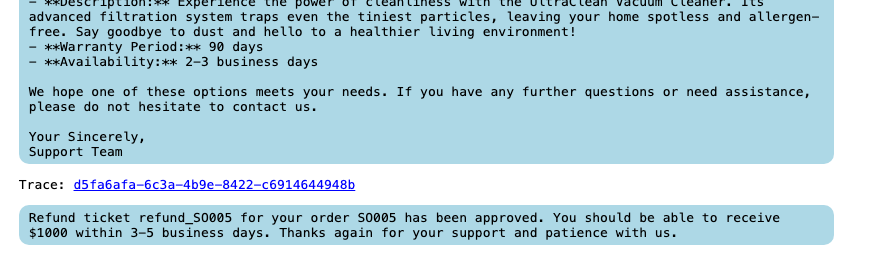 - **Description:** Experience the power of cleanliness with the UltraClean Vacuum Cleaner. Its
advanced filtration system traps even the tiniest particles, leaving your home spotless and allergen-
free. Say goodbye to dust and hello to a healthier living environment!
- **Warranty Period:** 90 days
- **Availability:** 2-3 business days
We hope one of these options meets your needs. If you have any further questions or need assistance,
please do not hesitate to contact us.
Your Sincerely,
Support Team
Trace: d5fa6afa-6c3a-4b9e-8422-c6914644948b
Refund ticket refund_SO005 for your order SO005 has been approved. You should be able to receive
$1000 within 3-5 business days. Thanks again for your support and patience with us.